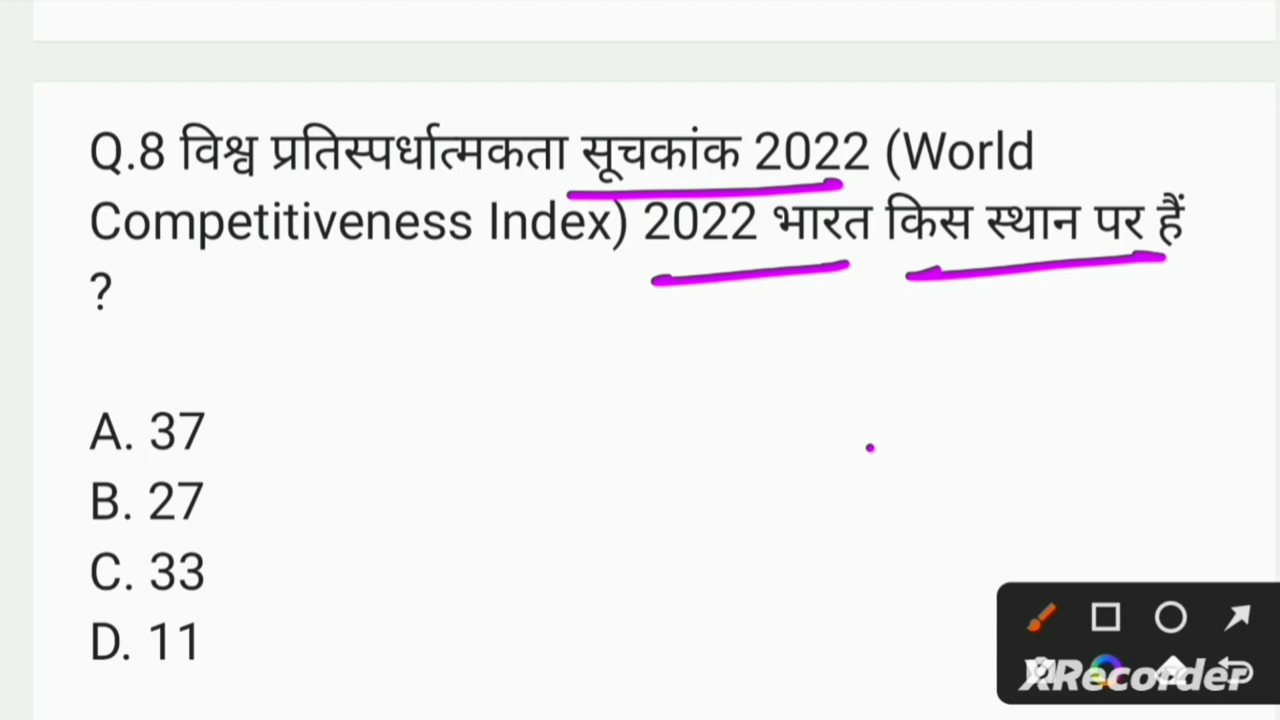 Q.8 विश्व प्रतिस्पर्धात्मकता सूचकांक 2022 (World
Competitiveness Index) 2022 भारत किस स्थान पर हैं
?
A. 37
B. 27
C. 33
D. 11
XRecorder